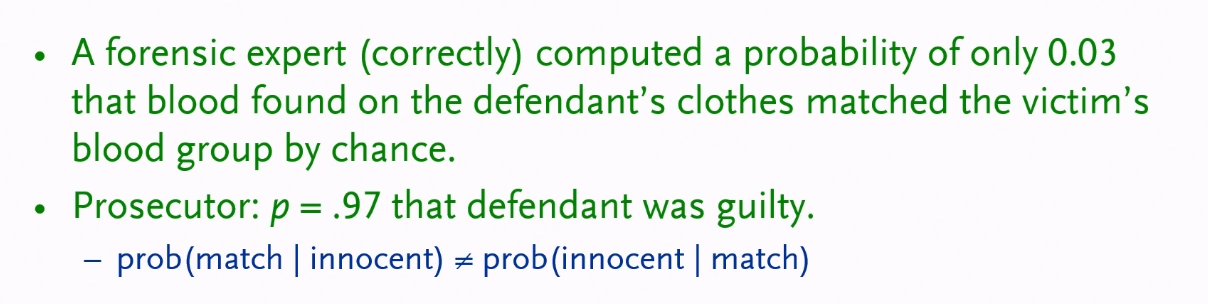 • A forensic expert (correctly) computed a probability of only 0.03
that blood found on the defendant’s clothes matched the victim’s
blood group by chance.
• Prosecutor: p = .97 that defendant was guilty.
– prob(match | innocent) ≠ prob(innocent | match)